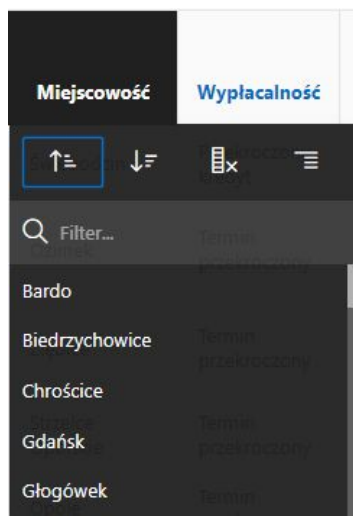 Miejscowość Wypłacalność
Filter...
Bardo
Biedrzychowice
Chrościce
Gdańsk
Głogówek